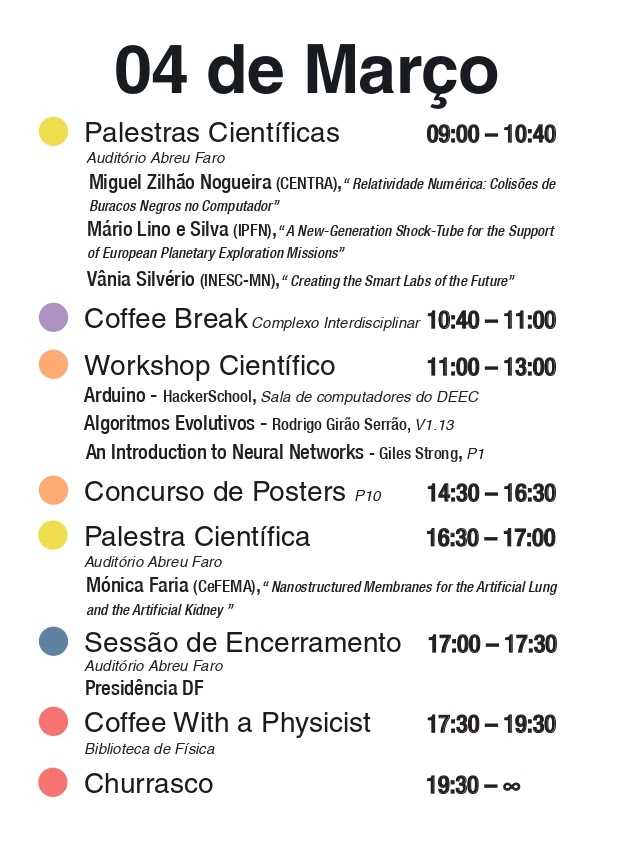 04 de Março
Palestras Científicas 09:00 – 10:40
Auditório Abreu Faro
Miguel Zilhão Nogueira (CENTRA), “ Relatividade Numérica: Colisões de
Buracos Negros no Computador”
Mário Lino e Silva (IPFN), “ A New-Generation Shock-Tube for the Support
of European Planetary Exploration Missions”
Vânia Silvério (INESC-MN), “ Creating the Smart Labs of the Future”
Coffee Break Complexo Interdisciplinar 10:40 – 11:00
Workshop Científico 11:00 – 13:00
Arduino - HackerSchool, Sala de computadores do DEEC
Algoritmos Evolutivos - Rodrigo Girão Serrão, V1.13
An Introduction to Neural Networks - Giles Strong, P1
Concurso de Posters P10 14:30 – 16:30
Palestra Científica 16:30 – 17:00
Auditório Abreu Faro
Mónica Faria (CeFEMA), “ Nanostructured Membranes for the Artificial Lung
and the Artificial Kidney ”
Sessão de Encerramento 17:00 – 17:30
Auditório Abreu Faro
Presidência DF
Coffee With a Physicist 17:30 – 19:30
Biblioteca de Física
Churrasco 19:30 – ∞